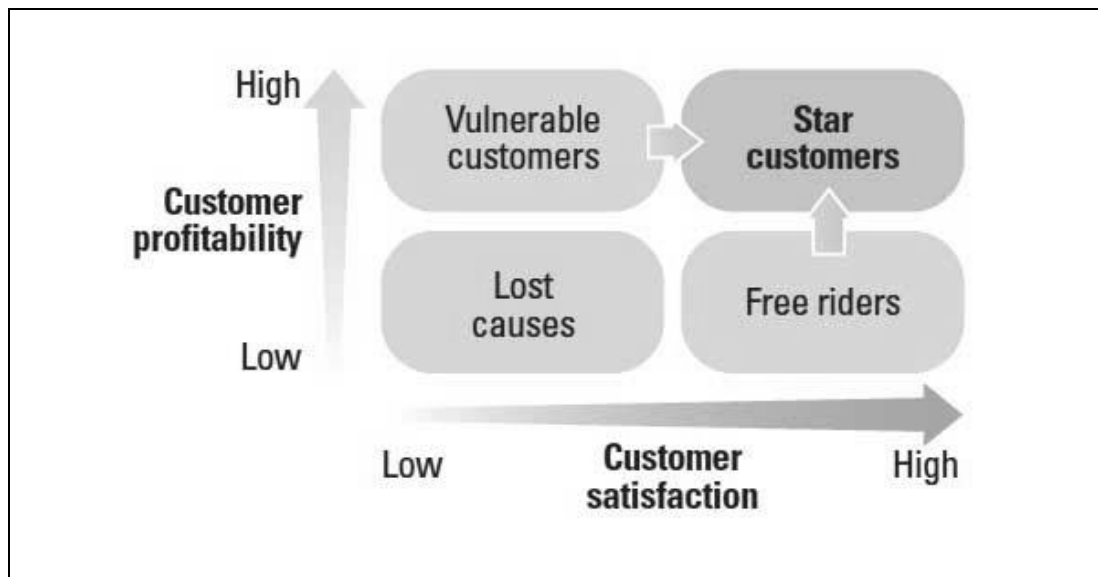 High
Vulnerable
customers
Star
customers
Customer
profitability
Lost
causes
Free riders
Low
Low
Customer
satisfaction
High